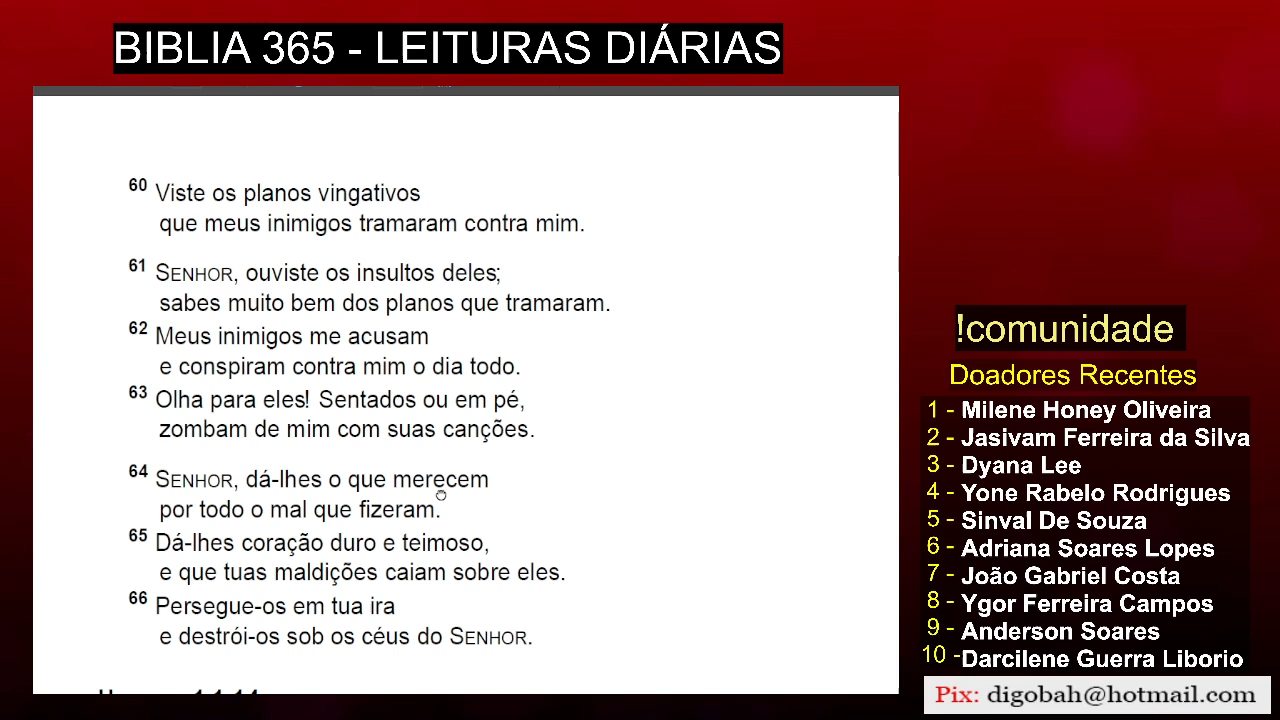 BIBLIA 365 - LEITURAS DIÁRIAS
60 Viste os planos vingativos
que meus inimigos tramaram contra mim.
61 SENHOR, ouviste os insultos deles;
sabes muito bem dos planos que tramaram.
62 Meus inimigos me acusam
e conspiram contra mim o dia todo.
63 Olha para eles! Sentados ou em pé,
zombam de mim com suas canções.
64 SENHOR, dá-lhes o que merecem
por todo o mal que fizeram.
65 Dá-lhes coração duro e teimoso,
e que tuas maldições caiam sobre eles.
66 Persegue-os em tua ira
e destrói-os sob os céus do SENHOR.
!comunidade
Doadores Recentes
1 - Milene Honey Oliveira
2 - Jasivam Ferreira da Silva
3 - Dyana Lee
4 - Yone Rabelo Rodrigues
5 - Sinval De Souza
6 - Adriana Soares Lopes
7 - João Gabriel Costa
8 - Ygor Ferreira Campos
9 - Anderson Soares
10 -Darcilene Guerra Liborio
Pix: digobah@hotmail.com